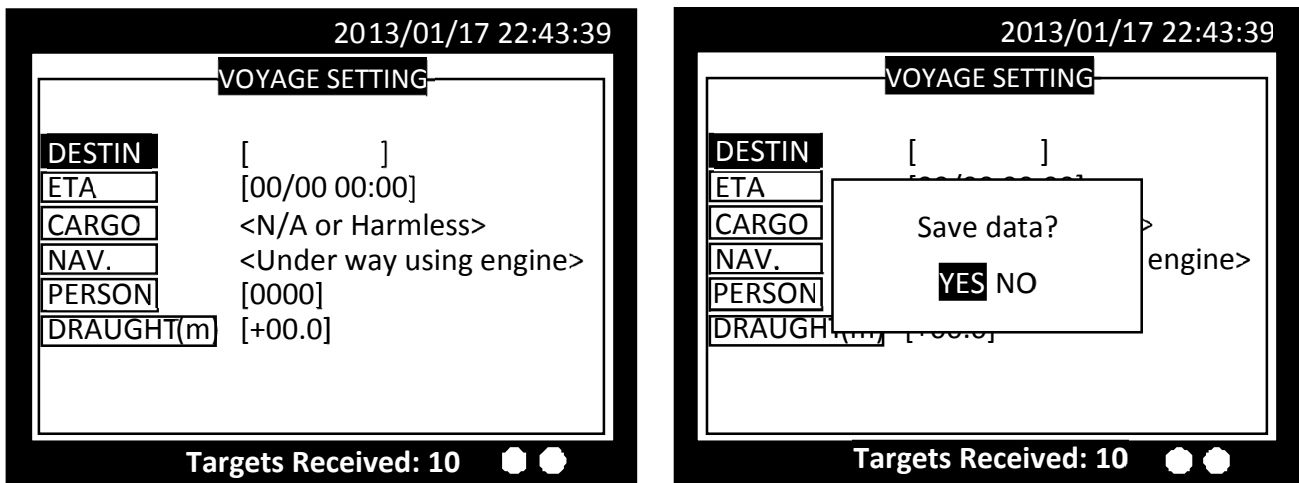 2013/01/17 22:43:39
VOYAGE SETTING
DESTIN [ ]
ETA [00/00 00:00]
CARGO <N/A or Harmless>
NAV. <Under way using engine>
PERSON [0000]
DRAUGHT(m) [+00.0]
Targets Received: 10
2013/01/17 22:43:39
VOYAGE SETTING
DESTIN [ ]
ETA
CARGO >
NAV. engine>
PERSON
Save data?
YES NO
Targets Received: 10